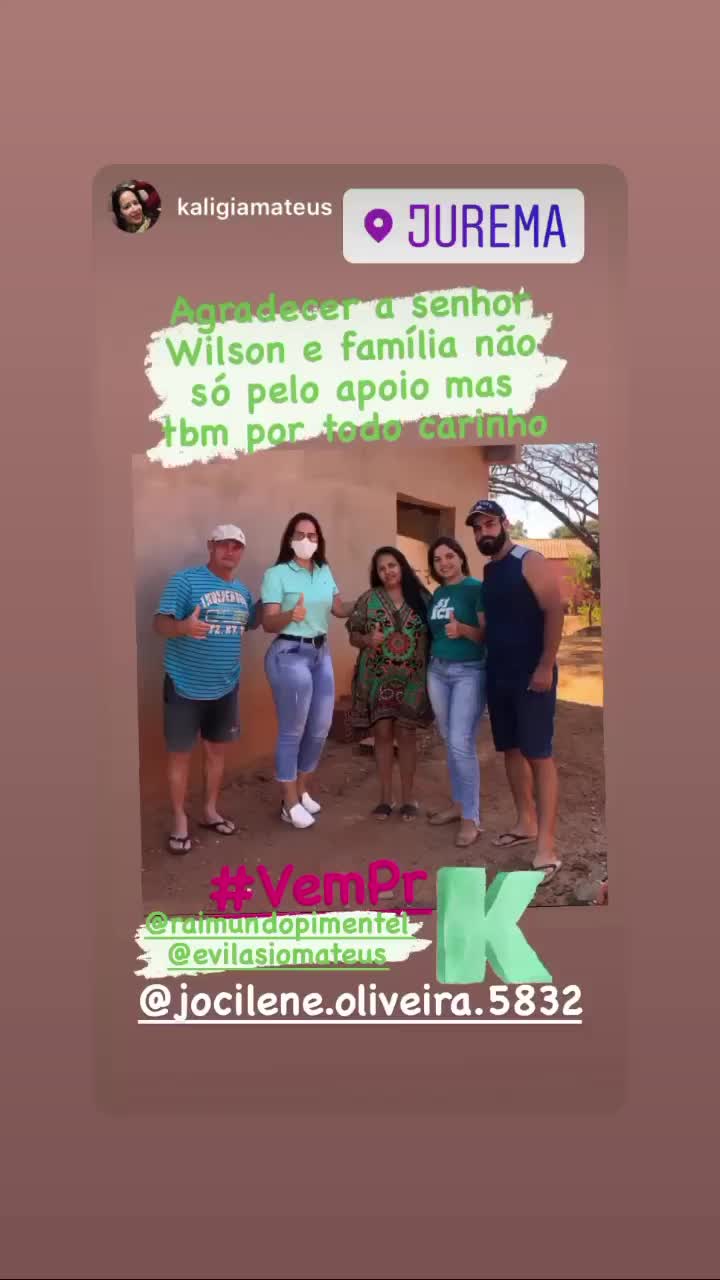 kaligiamateus
JUREMA
Agradecer a senhor
Wilson e família não
só pelo apoio mas
tbm por todo carinho
#VemPr
K
@raimundopimentel
@evilasiomateus
@jocilene.oliveira.5832